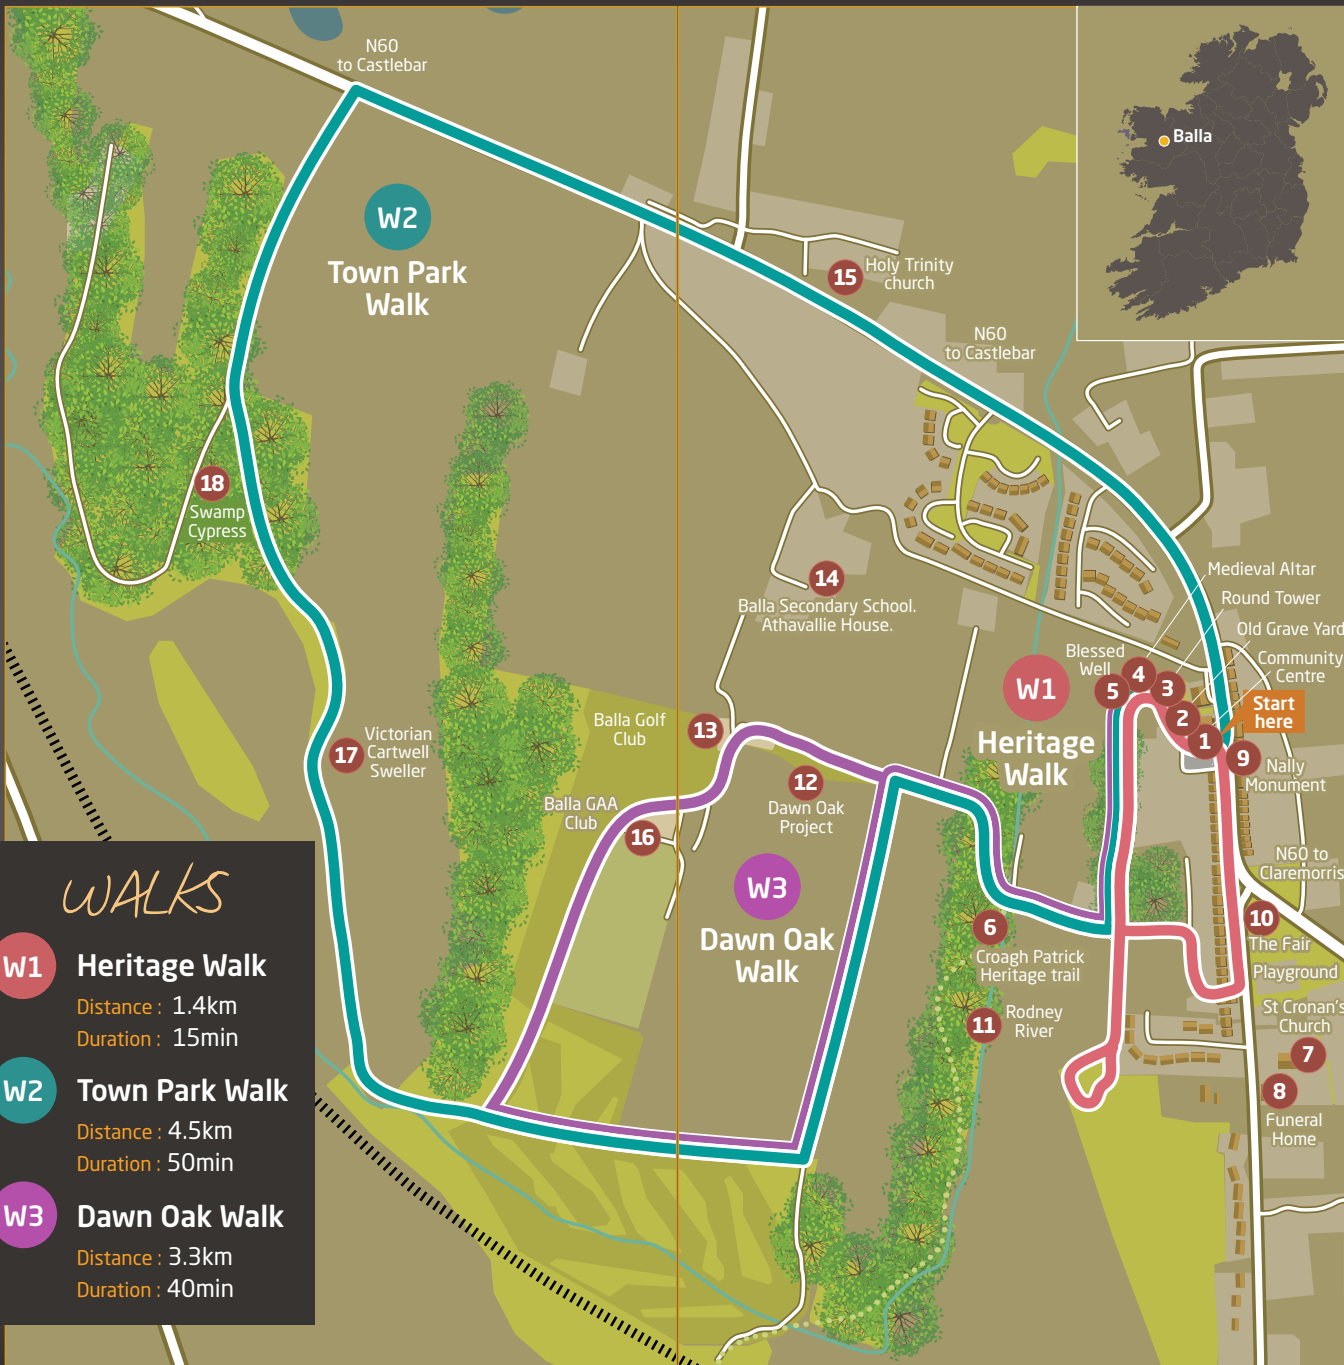 N60
to Castlebar
Balla
W2
Town Park
Walk
15
Holy Trinity
church
N60
to Castlebar
18
Swamp
Cypress
14
Balla Secondary School.
Athavallie House.
Medieval Altar
Round Tower
Old Grave Yard
Community
Centre
Blessed
Well
5
4
3
2
1
Start
here
W1
Heritage
Walk
9
Nally
Monument
Balla Golf
Club
13
17
Victorian
Cartwell
Sweller
12
Dawn Oak
Project
Balla GAA
Club
16
W3
Dawn Oak
Walk
N60 to
Claremorris
10
The Fair
Playground
6
Croagh Patrick
Heritage trail
11
Rodney
River
St Cronan's
Church
7
8
Funeral
Home
WALKS
W1
Heritage Walk
Distance : 1.4km
Duration : 15min
W2
Town Park Walk
Distance : 4.5km
Duration : 50min
W3
Dawn Oak Walk
Distance : 3.3km
Duration : 40min